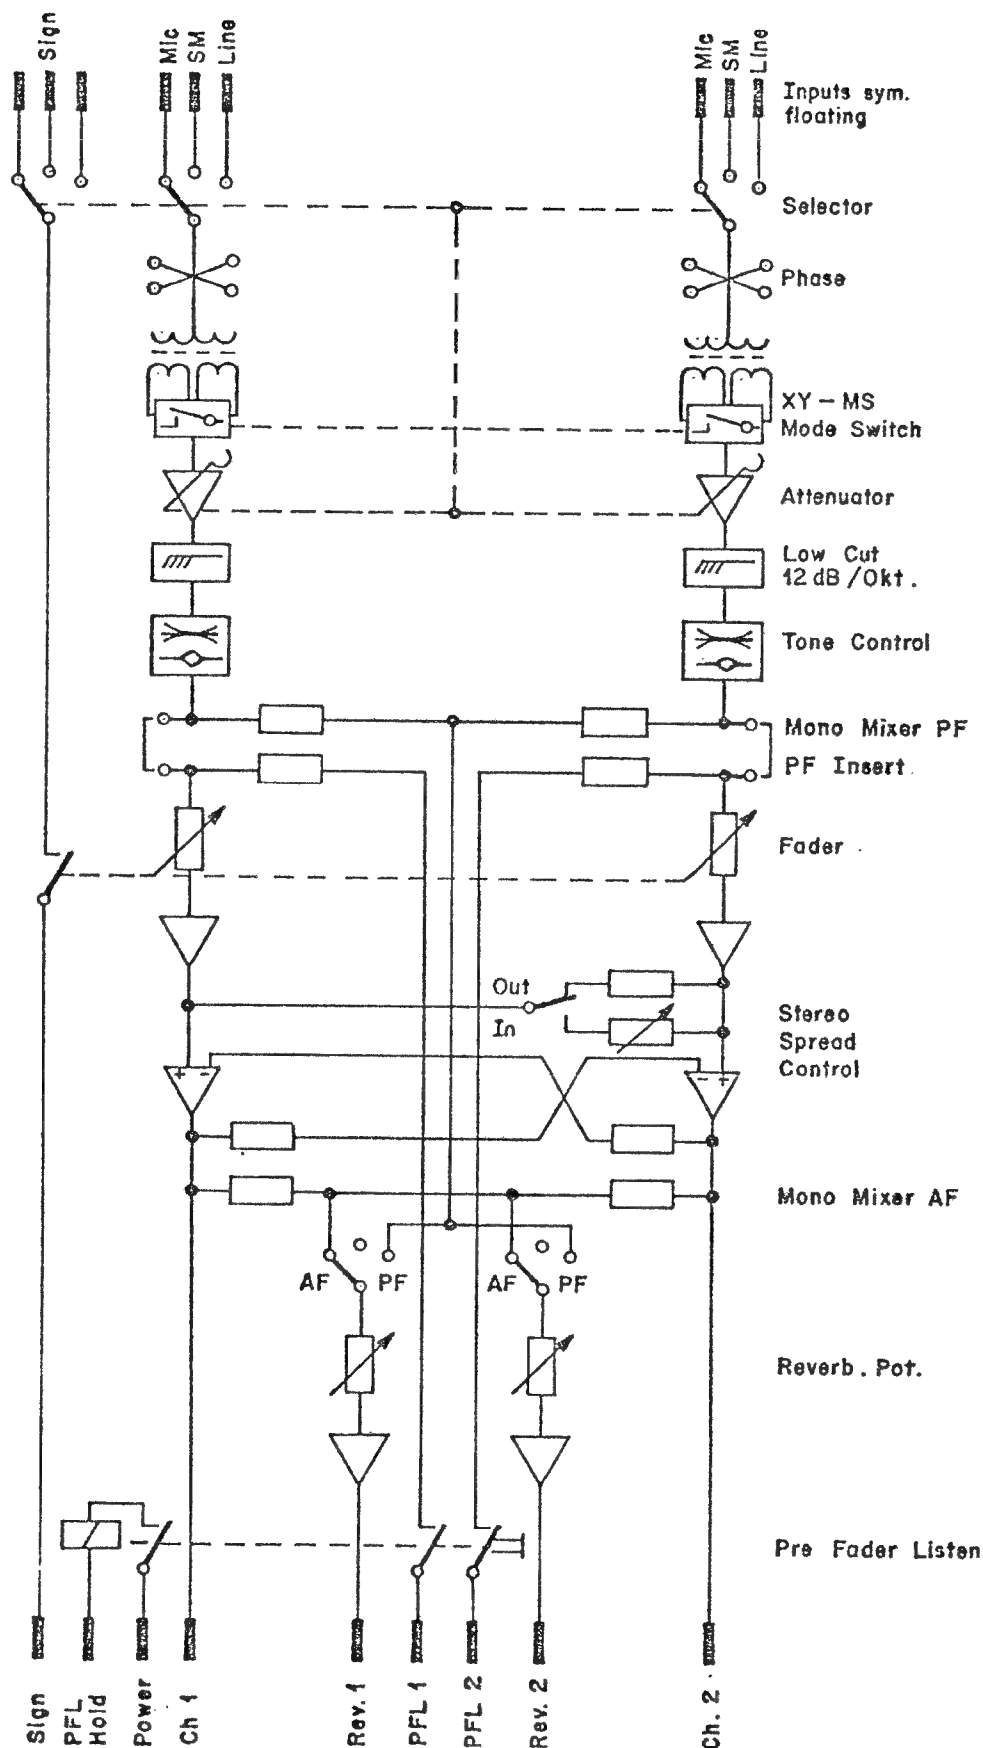 Sign
Mic
SM
Line
Mic
SM
Line
Inputs sym.
floating
Selector
Phase
XY – MS
Mode Switch
Attenuator
Low Cut
12 dB /Okt.
Tone Control
Mono Mixer PF
PF Insert
Fader
Out
In
Stereo
Spread
Control
+ -
- +
Mono Mixer AF
AF
PF
AF
PF
Reverb. Pot.
Pre Fader Listen
Sign
PFL
Hold
Power
Ch 1
Rev. 1
PFL 1
PFL 2
Rev. 2
Ch. 2